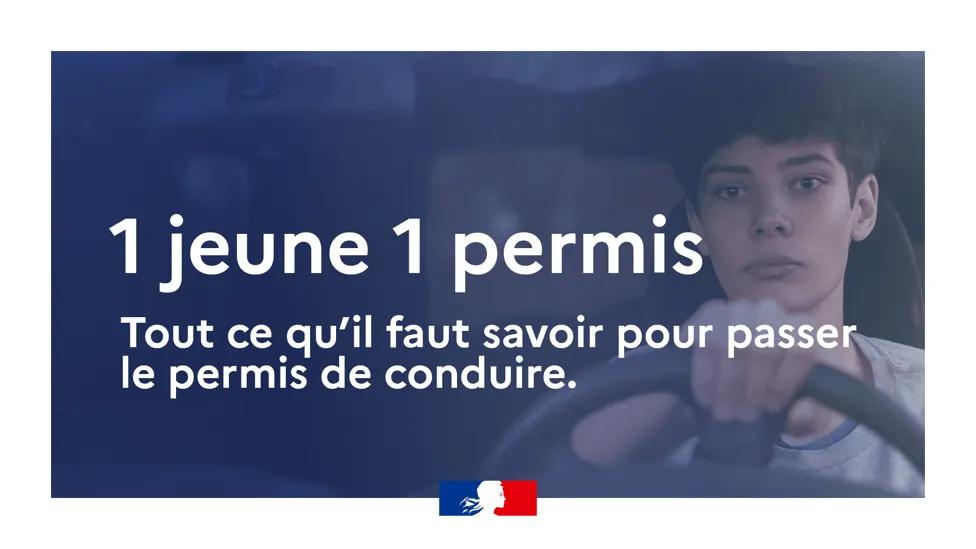 1 jeune 1 permis
Tout ce qu’il faut savoir pour passer
le permis de conduire.